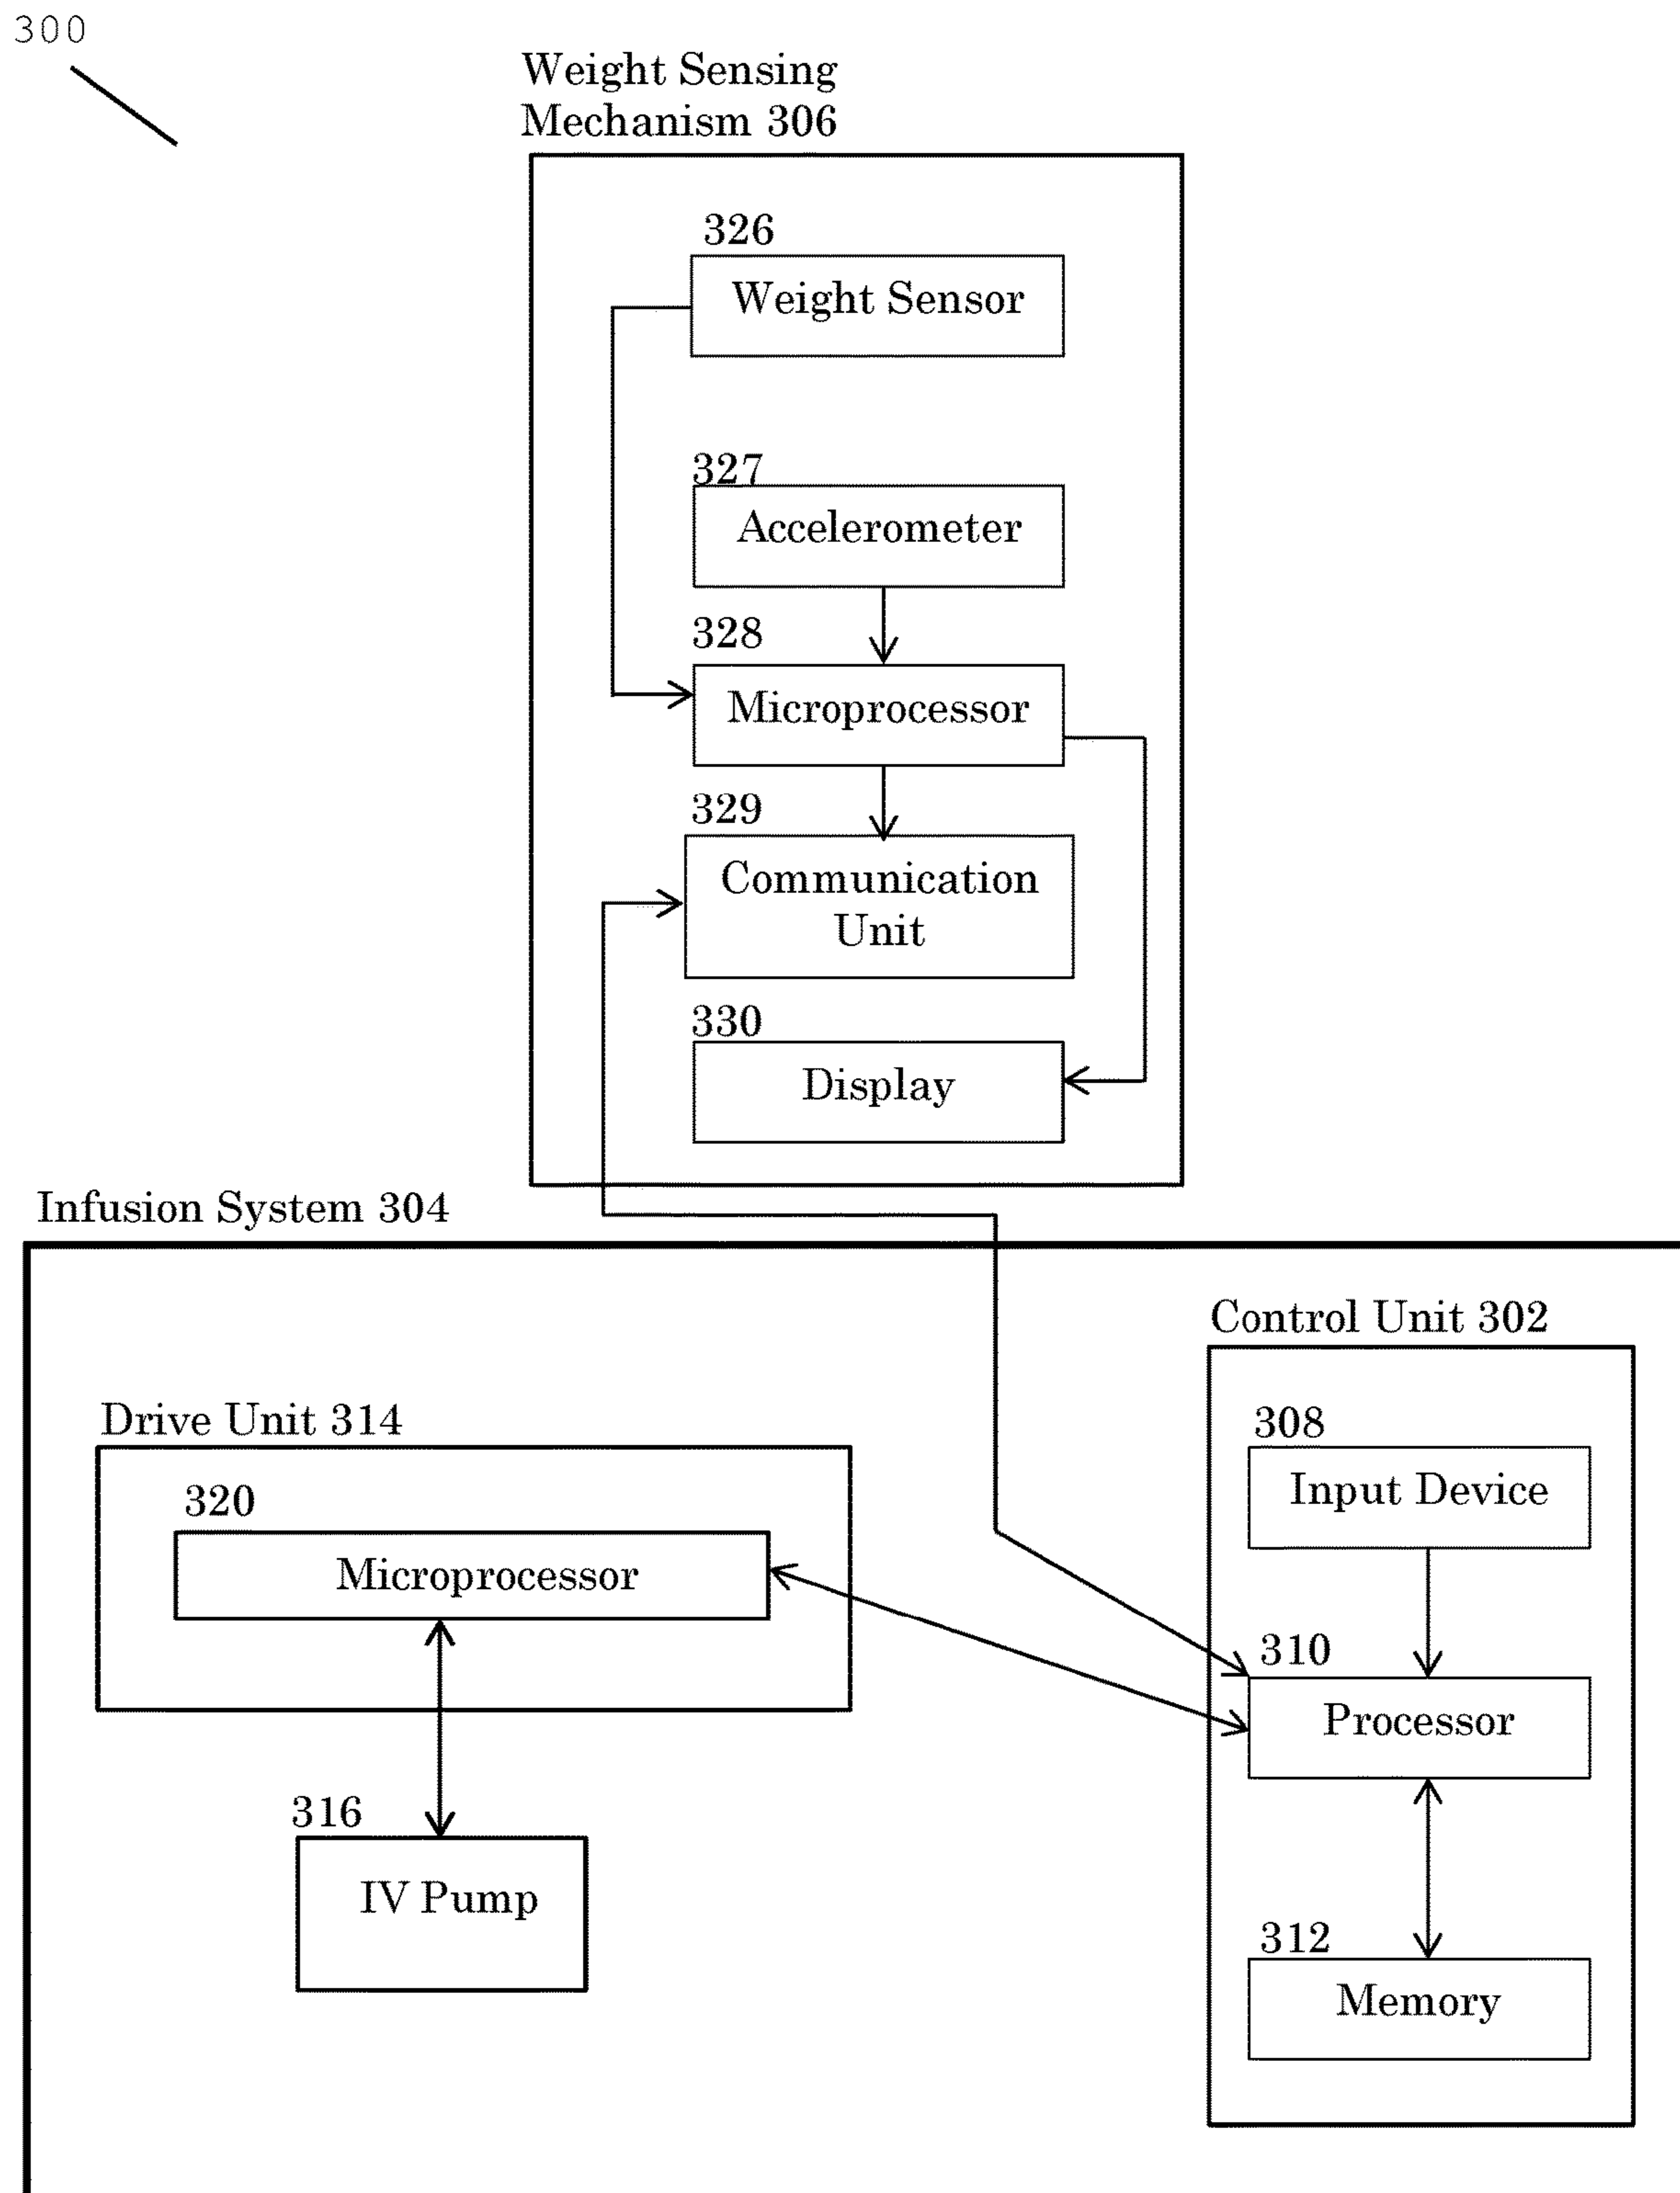 300
Weight Sensing
Mechanism 306
326
Weight Sensor
327
Accelerometer
328
Microprocessor
329
Communication
Unit
330
Display
Infusion System 304
Control Unit 302
Drive Unit 314
308
Input Device
320
Microprocessor
310
Processor
316
IV Pump
312
Memory